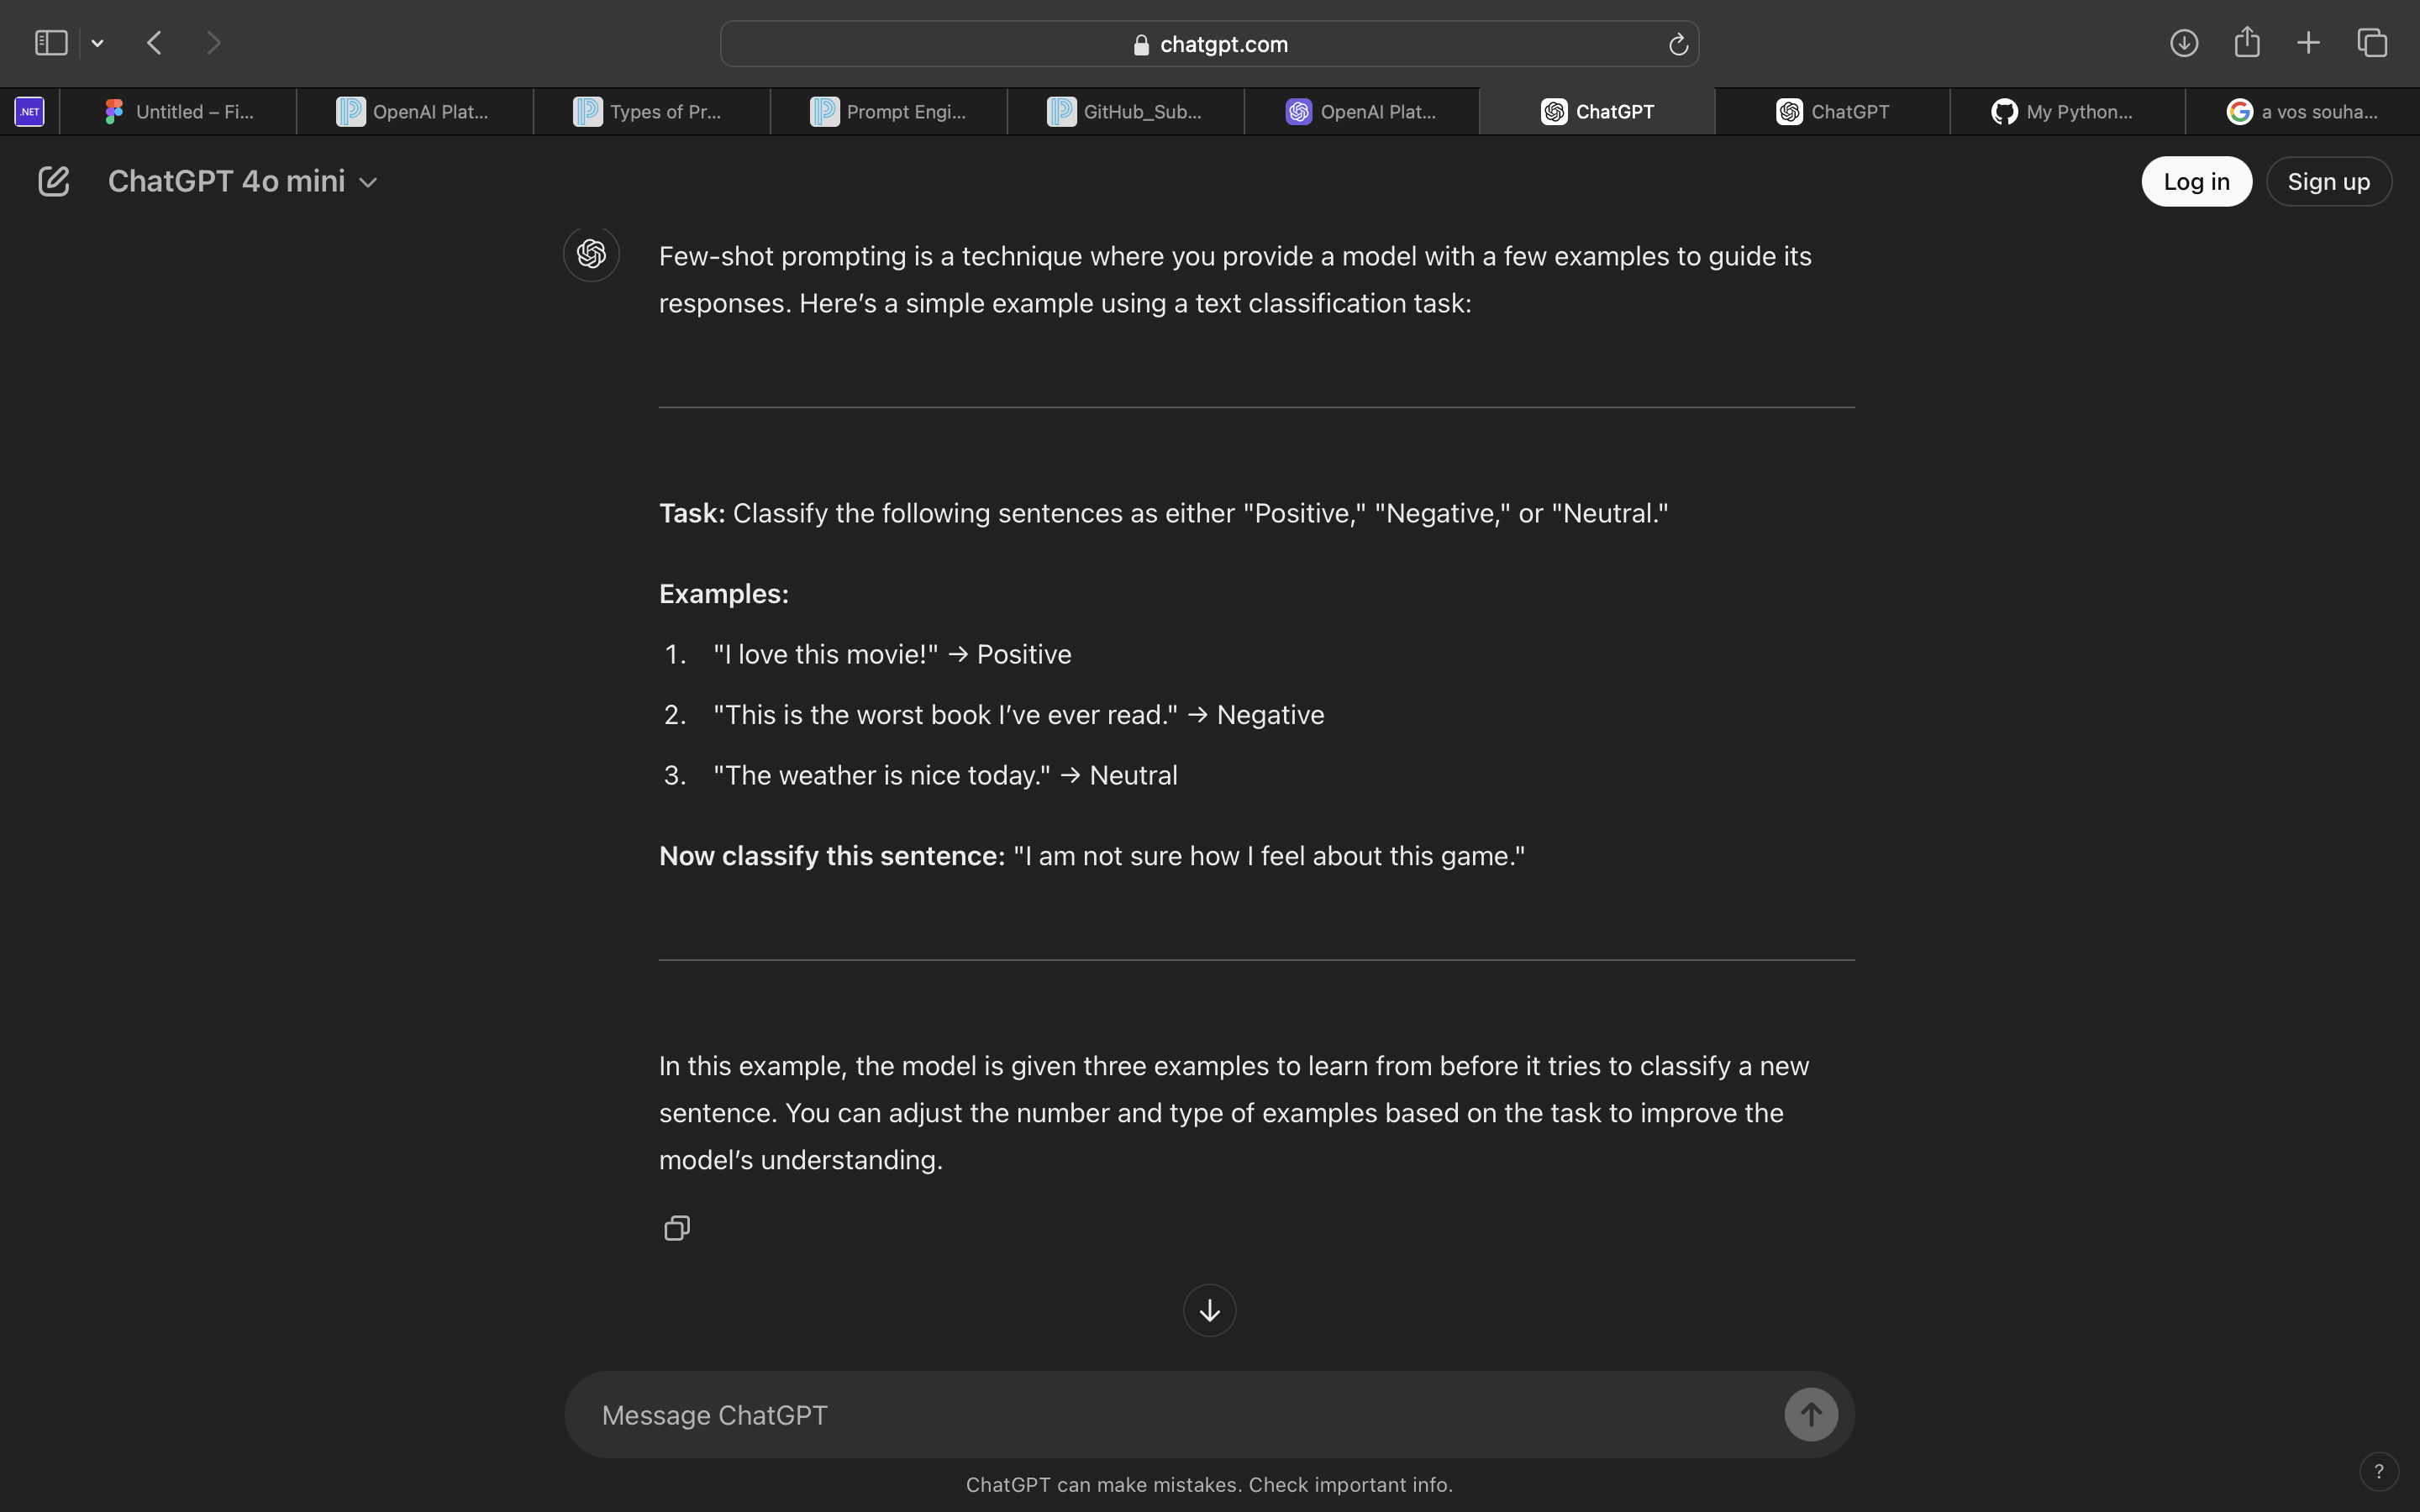 chatgpt.com
.NET
Untitled – Fi...
OpenAI Plat...
Types of Pr...
Prompt Engi...
GitHub_Sub...
OpenAI Plat...
ChatGPT
ChatGPT
My Python...
a vos souha...
ChatGPT 4o mini
Log in
Sign up
Few-shot prompting is a technique where you provide a model with a few examples to guide its
responses. Here’s a simple example using a text classification task:
Task: Classify the following sentences as either "Positive," "Negative," or "Neutral."
Examples:
1. "I love this movie!" → Positive
2. "This is the worst book I’ve ever read." → Negative
3. "The weather is nice today." → Neutral
Now classify this sentence: "I am not sure how I feel about this game."
In this example, the model is given three examples to learn from before it tries to classify a new
sentence. You can adjust the number and type of examples based on the task to improve the
model’s understanding.
Message ChatGPT
ChatGPT can make mistakes. Check important info.
?